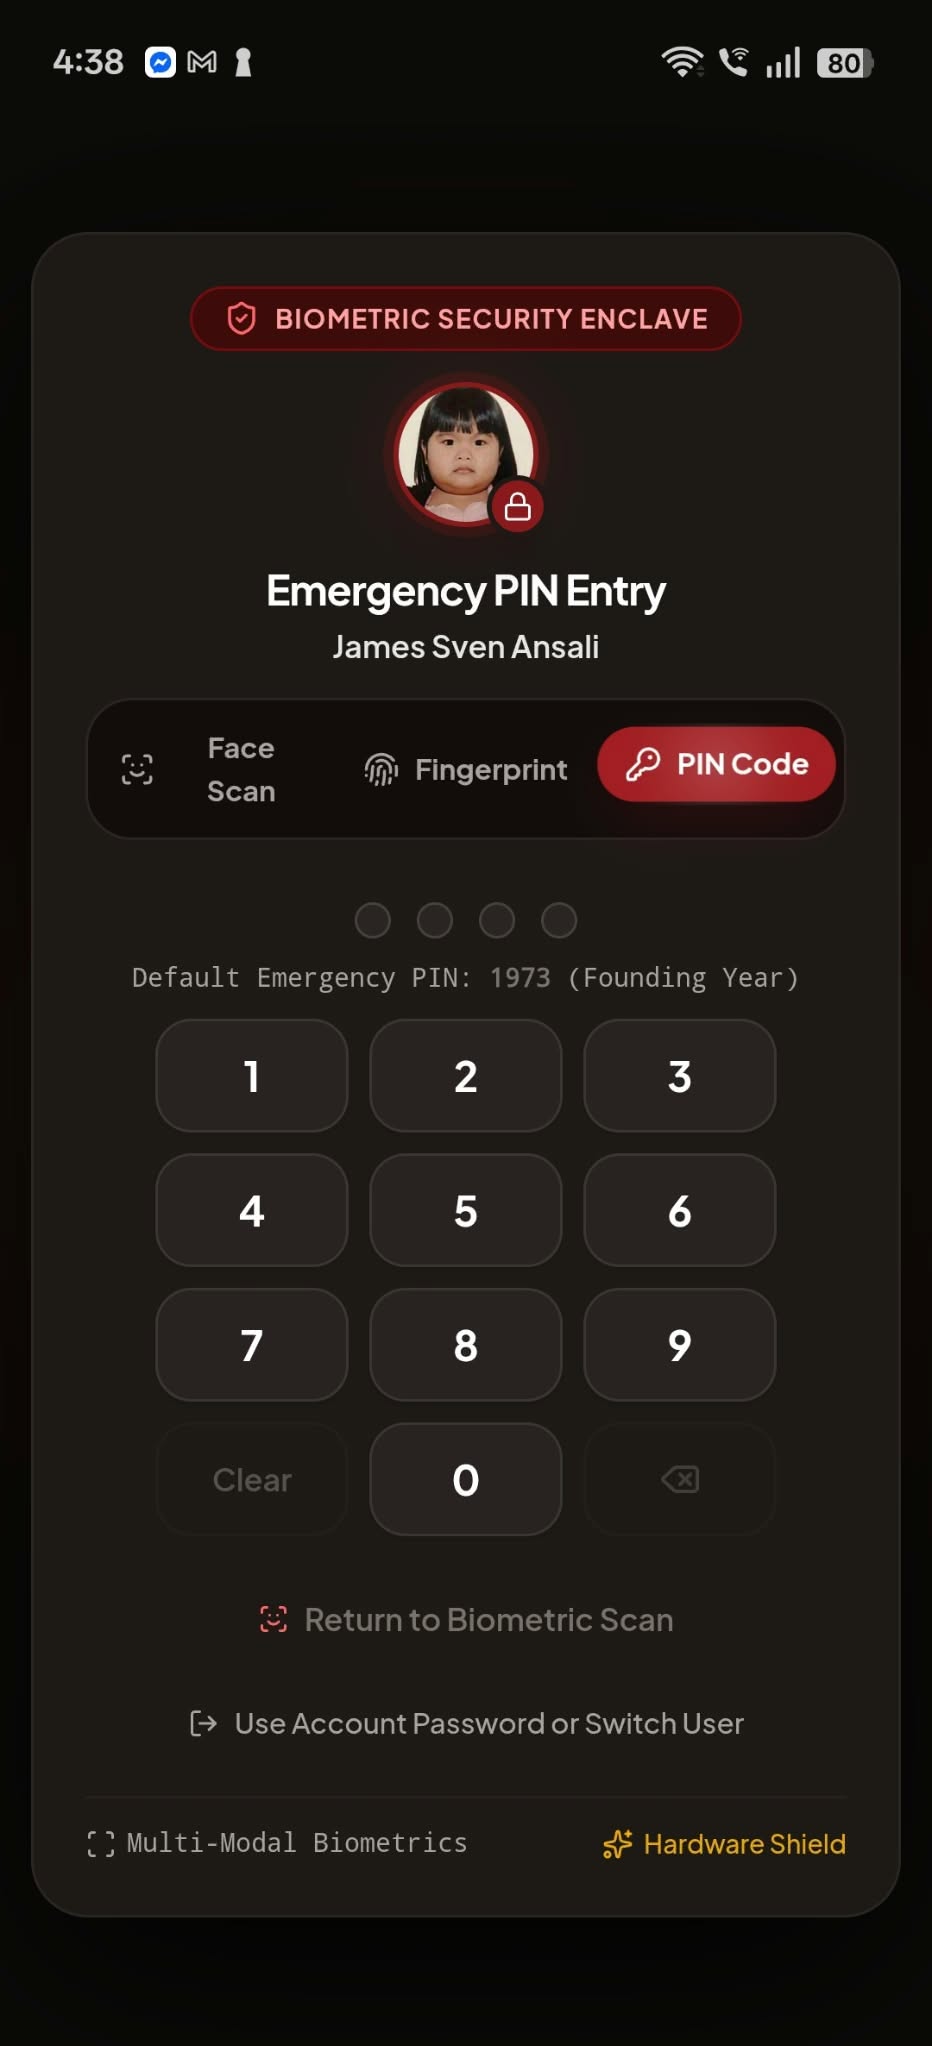 4:38
80
BIOMETRIC SECURITY ENCLAVE
Emergency PIN Entry
James Sven Ansali
Face
Scan
Fingerprint
PIN Code
Default Emergency PIN: 1973 (Founding Year)
1 2 3
4 5 6
7 8 9
Clear 0
Return to Biometric Scan
Use Account Password or Switch User
Multi-Modal Biometrics
Hardware Shield